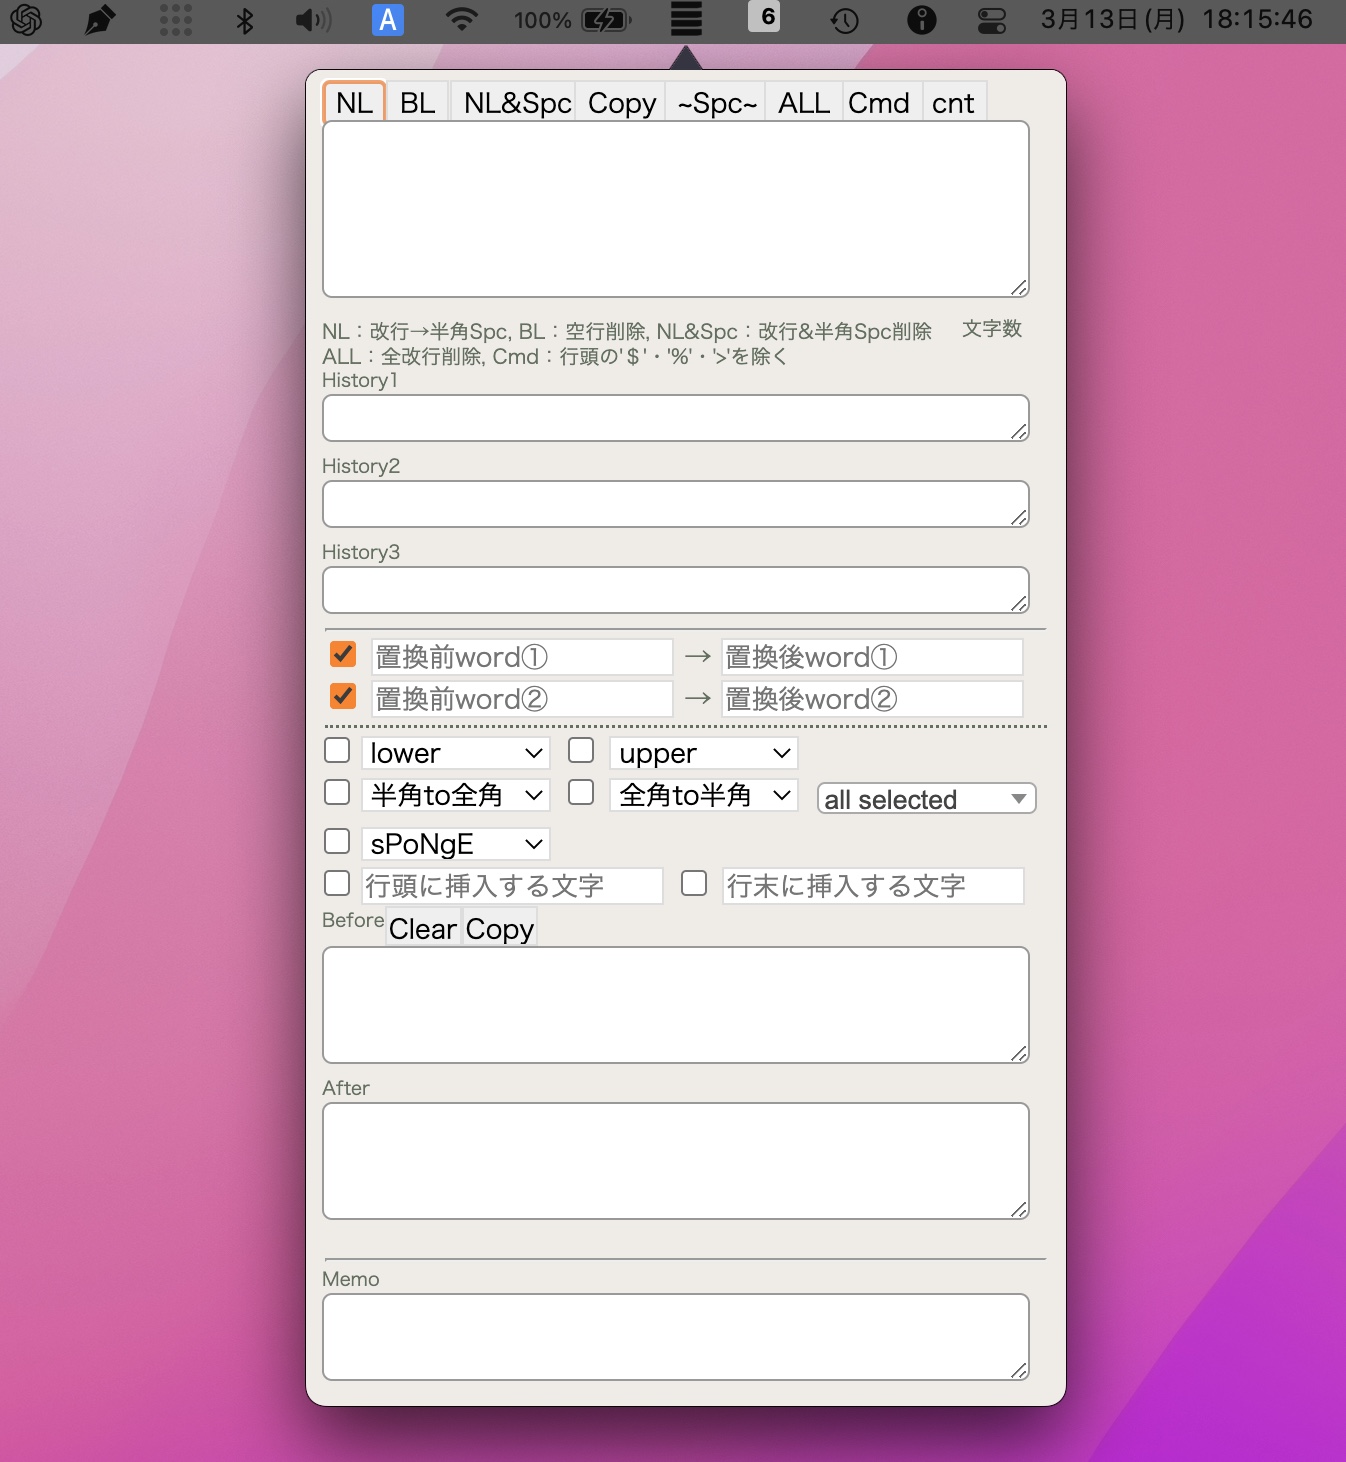 A 100% 6 3月13日(月) 18:15:46
NL BL NL&Spc Copy ~Spc~ ALL Cmd cnt
NL：改行→半角Spc, BL：空行削除, NL&Spc：改行&半角Spc削除 文字数
ALL：全改行削除, Cmd：行頭の'$'・'%'・'>'を除く
History1
History2
History3
置換前word① → 置換後word①
置換前word② → 置換後word②
lower upper
半角to全角 全角to半角 all selected
sPoNgE
行頭に挿入する文字 行末に挿入する文字
Before Clear Copy
After
Memo